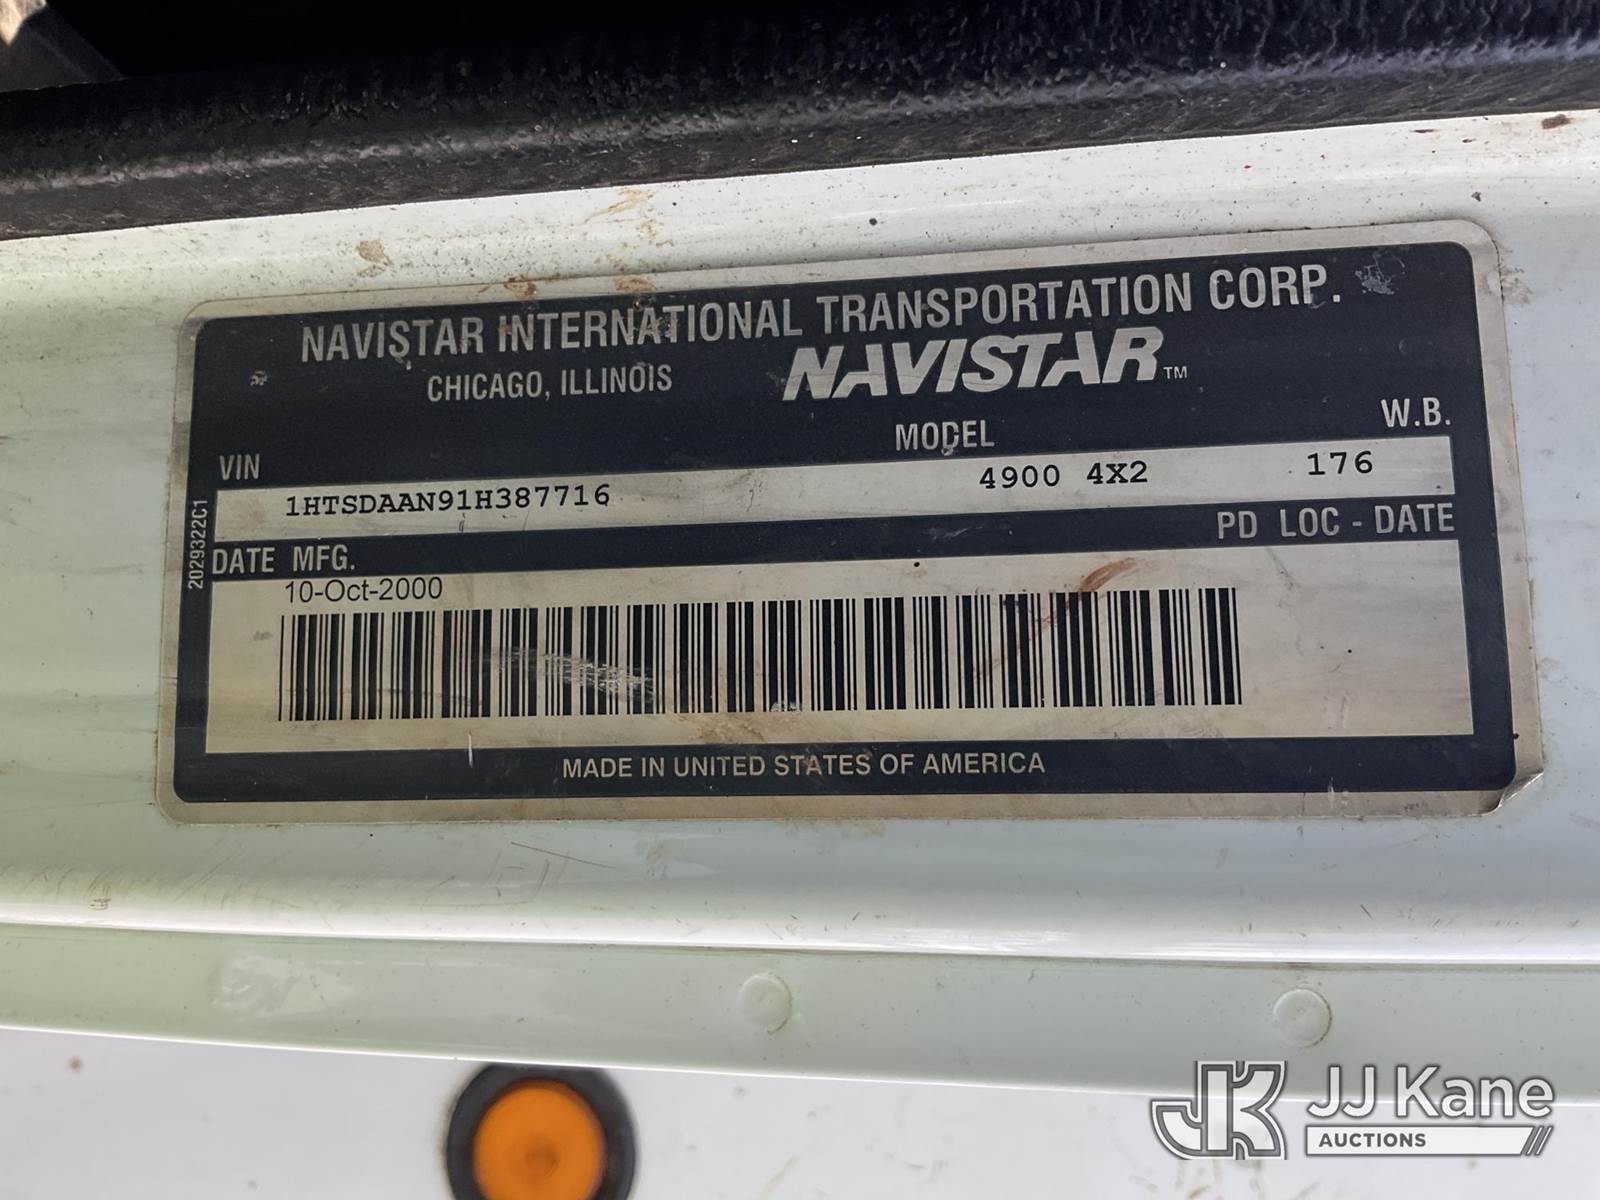 NAVISTAR INTERNATIONAL TRANSPORTATION CORP.
CHICAGO, ILLINOIS NAVISTAR™
VIN MODEL W.B.
1HTSDAAN91H387716 4900 4X2 176
2029322C1
DATE MFG. PD LOC - DATE
10-Oct-2000
MADE IN UNITED STATES OF AMERICA
JK JJ Kane
AUCTIONS